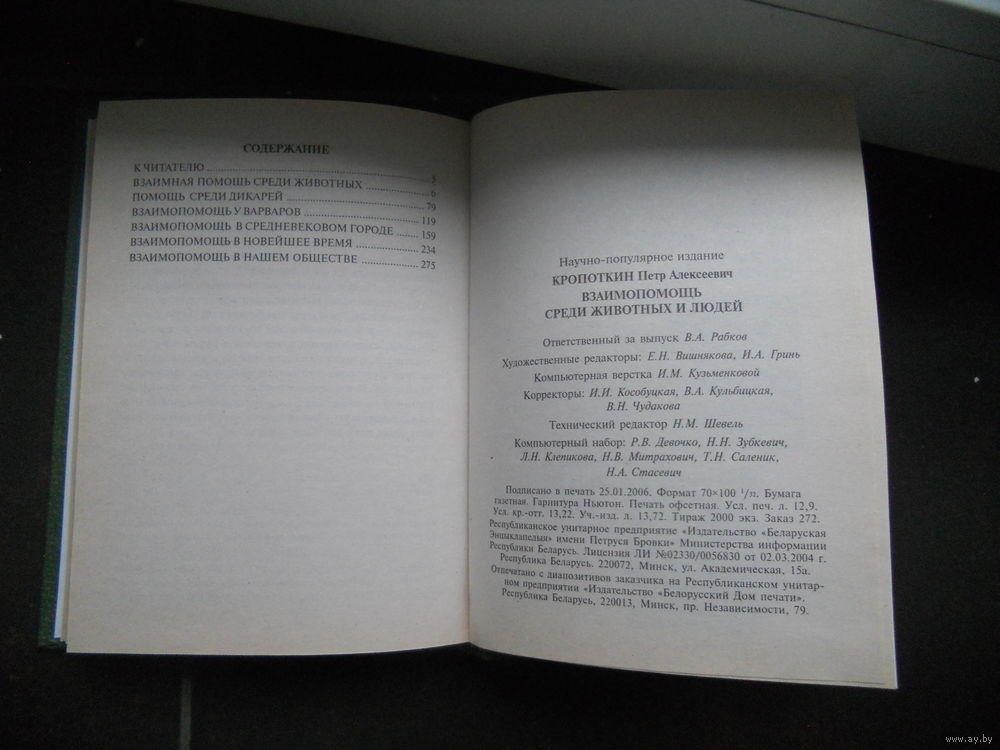 СОДЕРЖАНИЕ
К ЧИТАТЕЛЮ ..... 5
ВЗАИМНАЯ ПОМОЩЬ СРЕДИ ЖИВОТНЫХ ..... 6
ПОМОЩЬ СРЕДИ ДИКАРЕЙ ..... 79
ВЗАИМОПОМОЩЬ У ВАРВАРОВ ..... 119
ВЗАИМОПОМОЩЬ В СРЕДНЕВЕКОВОМ ГОРОДЕ ..... 159
ВЗАИМОПОМОЩЬ В НОВЕЙШЕЕ ВРЕМЯ ..... 234
ВЗАИМОПОМОЩЬ В НАШЕМ ОБЩЕСТВЕ ..... 275
Научно-популярное издание
КРОПОТКИН Петр Алексеевич
ВЗАИМОПОМОЩЬ
СРЕДИ ЖИВОТНЫХ И ЛЮДЕЙ
Ответственный за выпуск В.А. Рабков
Художественные редакторы: Е.Н. Вишнякова, И.А. Гринь
Компьютерная верстка И.М. Кузьменковой
Корректоры: И.И. Кособуцкая, В.А. Кульбицкая,
В.Н. Чудакова
Технический редактор Н.М. Шевель
Компьютерный набор: Р.В. Девочко, Н.Н. Зубкевич,
Л.Н. Клепикова, Н.В. Митрахович, Т.Н. Саленик,
Н.А. Стасевич
Подписано в печать 25.01.2006. Формат 70×100 1/32. Бумага
газетная. Гарнитура Ньютон. Печать офсетная. Усл. печ. л. 12,9.
Усл. кр.-отт. 13,22. Уч.-изд. л. 13,72. Тираж 2000 экз. Заказ 272.
Республиканское унитарное предприятие «Издательство «Беларуская
Энцыклапедыя» имени Петруся Бровки» Министерства информации
Республики Беларусь. Лицензия ЛИ №02330/0056830 от 02.03.2004 г.
Республика Беларусь. 220072, Минск, ул. Академическая, 15а.
Отпечатано с диапозитивов заказчика на Республиканском унитар-
ном предприятии «Издательство «Белорусский Дом печати».
Республика Беларусь, 220013, Минск, пр. Независимости, 79.
www.ay.by